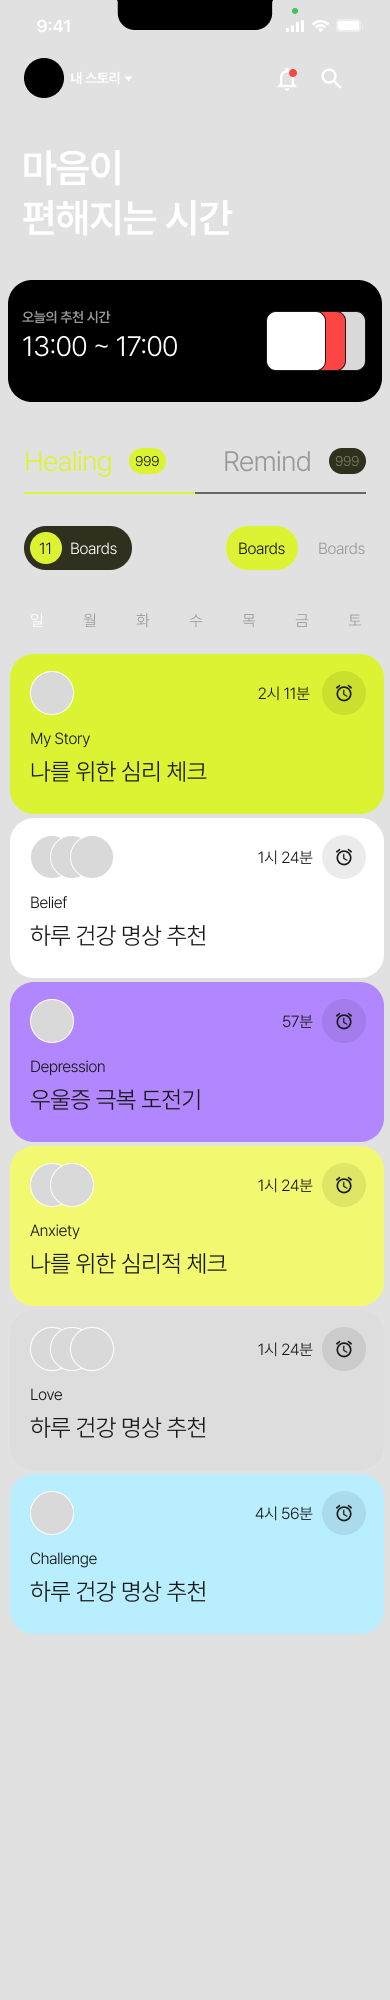 9:41
내 스토리
마음이
편해지는 시간
오늘의 추천 시간
13:00 ~ 17:00
Healing 999 Remind 999
11 Boards Boards Boards
일 월 화 수 목 금 토
2시 11분
My Story
나를 위한 심리 체크
1시 24분
Belief
하루 건강 명상 추천
57분
Depression
우울증 극복 도전기
1시 24분
Anxiety
나를 위한 심리적 체크
1시 24분
Love
하루 건강 명상 추천
4시 56분
Challenge
하루 건강 명상 추천